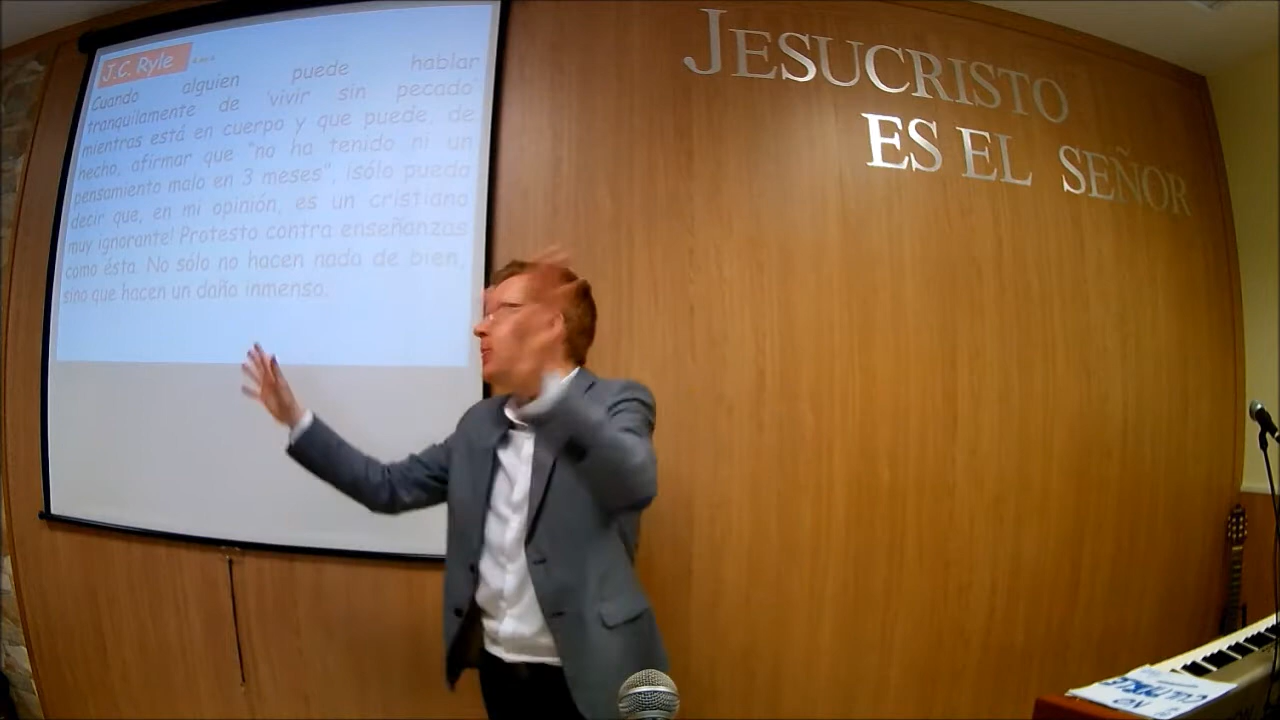 J.C. Ryle
Cuando alguien puede hablar
tranquilamente de 'vivir sin pecado'
mientras está en cuerpo y que puede, de
hecho, afirmar que "no ha tenido ni un
pensamiento malo en 3 meses", ¡sólo puedo
decir que, en mi opinión, es un cristiano
muy ignorante! Protesto contra enseñanzas
como ésta. No sólo no hacen nada de bien,
sino que hacen un daño inmenso.
JESUCRISTO
ES EL SEÑOR
NO